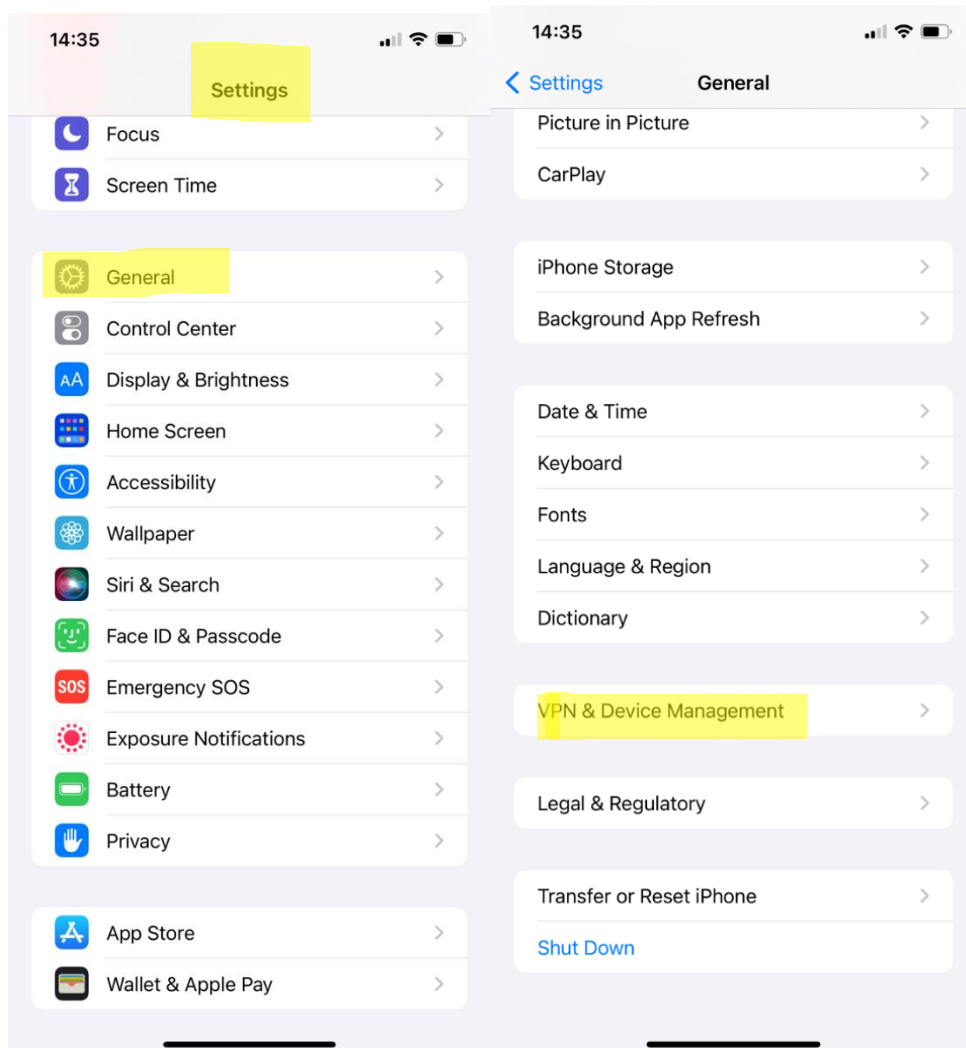 14:35
Settings
Focus
Screen Time
General
Control Center
AA
Display & Brightness
Home Screen
Accessibility
Wallpaper
Siri & Search
Face ID & Passcode
SOS
Emergency SOS
Exposure Notifications
Battery
Privacy
App Store
Wallet & Apple Pay
14:35
Settings
General
Picture in Picture
CarPlay
iPhone Storage
Background App Refresh
Date & Time
Keyboard
Fonts
Language & Region
Dictionary
VPN & Device Management
Legal & Regulatory
Transfer or Reset iPhone
Shut Down